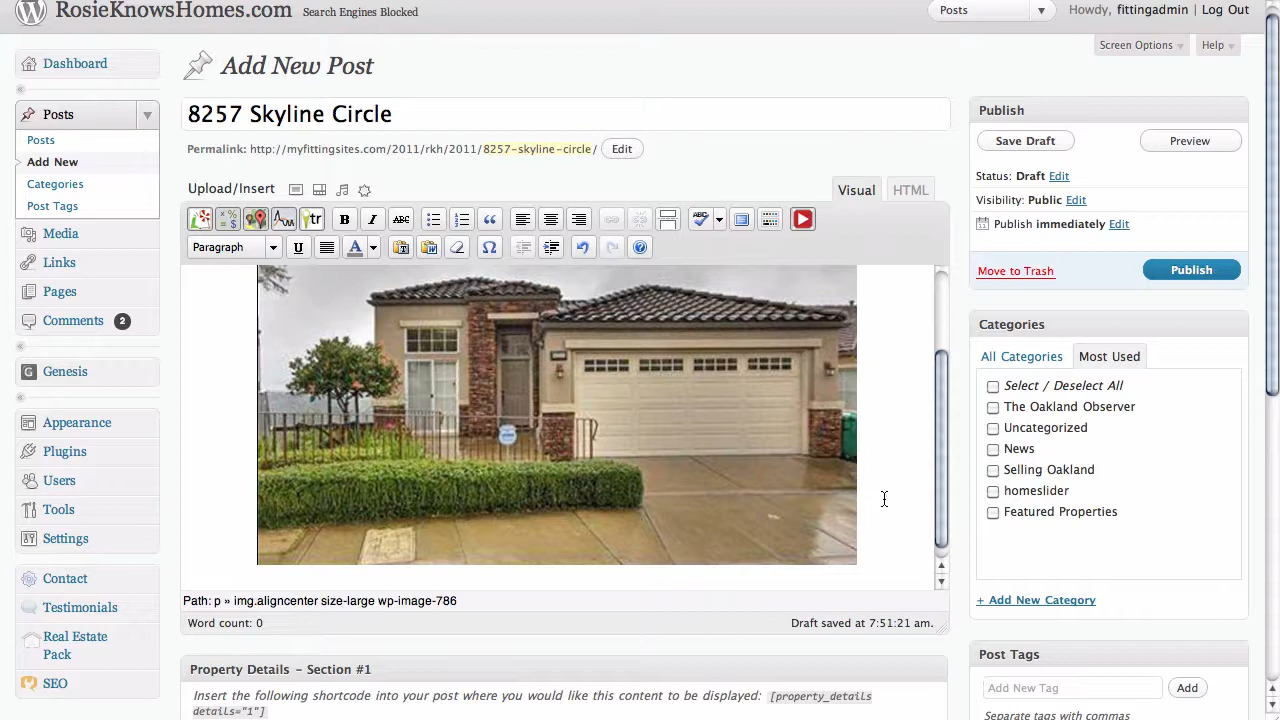 RosieKnowsHomes.com
Search Engines Blocked
Posts
Howdy, fittingadmin | Log Out
Screen Options
Help
Dashboard
Posts
Posts
Add New
Categories
Post Tags
Media
Links
Pages
Comments 2
Genesis
Appearance
Plugins
Users
Tools
Settings
Contact
Testimonials
Real Estate
Pack
SEO
Add New Post
8257 Skyline Circle
Permalink: http://myfittingsites.com/2011/rkh/2011/8257-skyline-circle/ Edit
Upload/Insert
Visual
HTML
B I ABC
Paragraph
U A
Path: p » img.aligncenter size-large wp-image-786
Word count: 0
Draft saved at 7:51:21 am.
Property Details - Section #1
Insert the following shortcode into your post where you would like this content to be displayed: [property_details
details="1"]
Publish
Save Draft
Preview
Status: Draft Edit
Visibility: Public Edit
Publish immediately Edit
Move to Trash
Publish
Categories
All Categories
Most Used
Select / Deselect All
The Oakland Observer
Uncategorized
News
Selling Oakland
homeslider
Featured Properties
+ Add New Category
Post Tags
Add New Tag
Add
Separate tags with commas